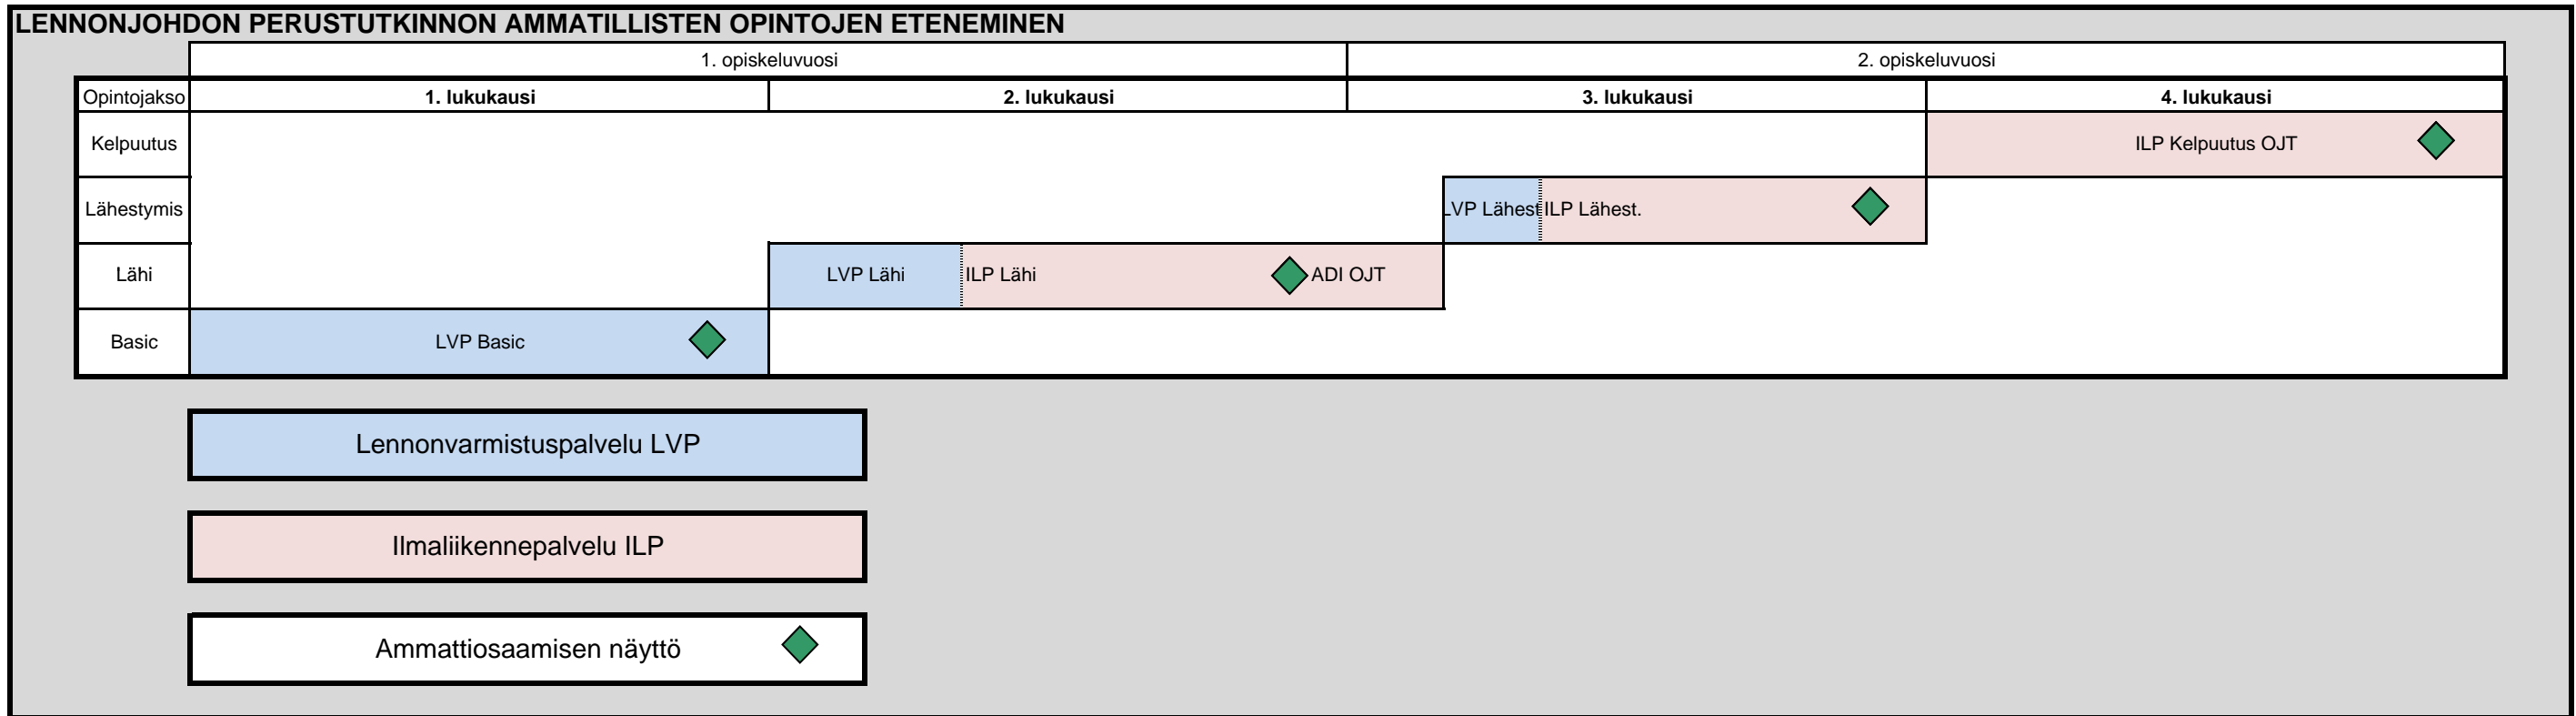 LENNONJOHDON PERUSTUTKINNON AMMATILLISTEN OPINTOJEN ETENEMINEN
1. opiskeluvuosi 2. opiskeluvuosi
Opintojakso 1. lukukausi 2. lukukausi 3. lukukausi 4. lukukausi
Kelpuutus ILP Kelpuutus OJT
Lähestymis LVP Lähest ILP Lähest.
Lähi LVP Lähi ILP Lähi ADI OJT
Basic LVP Basic
Lennonvarmistuspalvelu LVP
Ilmaliikennepalvelu ILP
Ammattiosaamisen näyttö